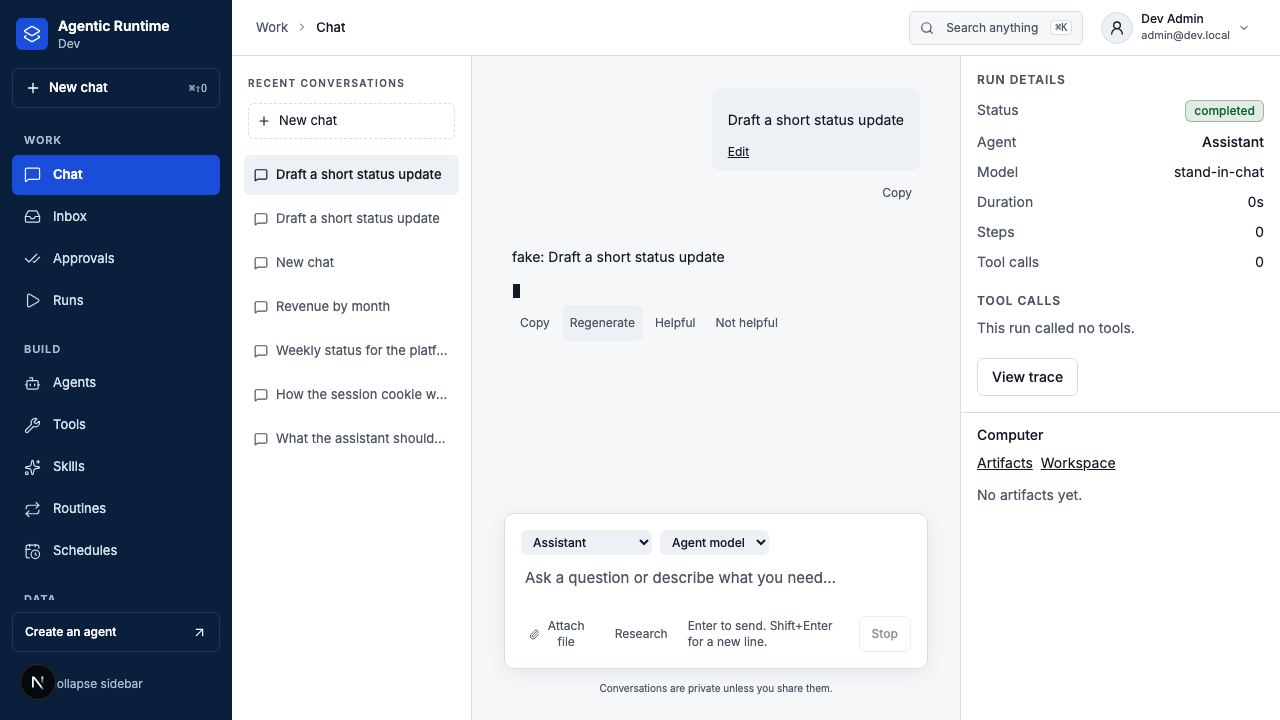 Agentic Runtime
Dev
New chat
⌘⇧O
WORK
Chat
Inbox
Approvals
Runs
BUILD
Agents
Tools
Skills
Routines
Schedules
DATA
Create an agent
N
ollapse sidebar
Work
Chat
Search anything
⌘K
Dev Admin
admin@dev.local
RECENT CONVERSATIONS
New chat
Draft a short status update
Draft a short status update
New chat
Revenue by month
Weekly status for the platf...
How the session cookie w...
What the assistant should...
Draft a short status update
Edit
Copy
fake: Draft a short status update
Copy Regenerate Helpful Not helpful
Assistant Agent model
Ask a question or describe what you need...
Attach
file
Research
Enter to send. Shift+Enter
for a new line.
Stop
Conversations are private unless you share them.
RUN DETAILS
Status completed
Agent Assistant
Model stand-in-chat
Duration 0s
Steps 0
Tool calls 0
TOOL CALLS
This run called no tools.
View trace
Computer
Artifacts Workspace
No artifacts yet.